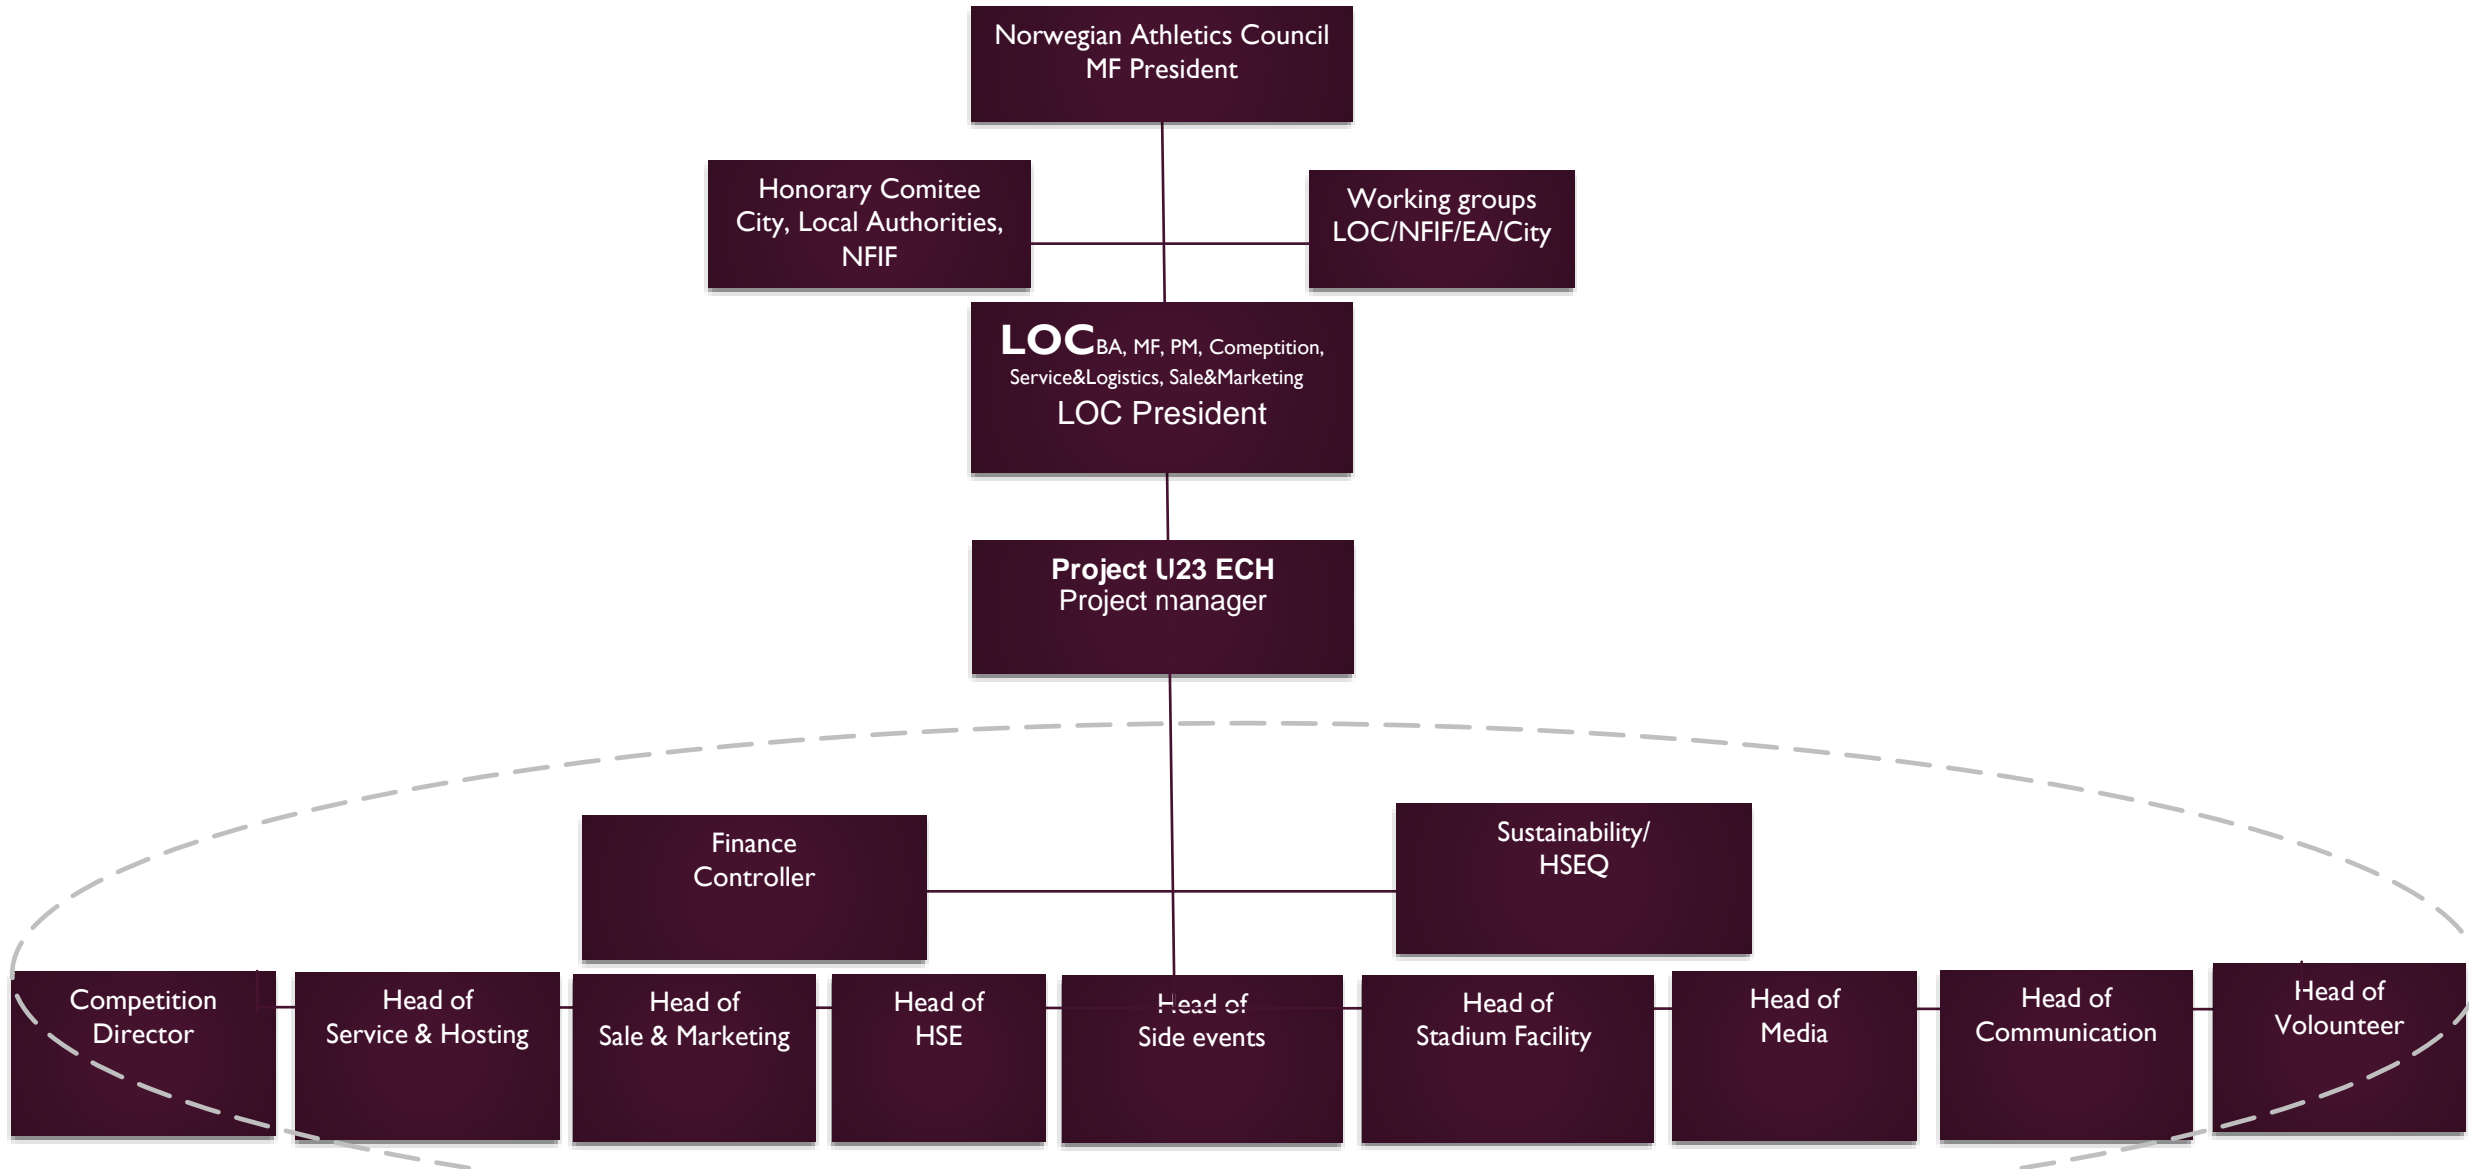 Norwegian Athletics Council
MF President
Honorary Comitee
City, Local Authorities,
NFIF
Working groups
LOC/NFIF/EA/City
LOCBA, MF, PM, Comeptition,
Service&Logistics, Sale&Marketing
LOC President
Project U23 ECH
Project manager
Finance
Controller
Sustainability/
HSEQ
Competition
Director
Head of
Service & Hosting
Head of
Sale & Marketing
Head of
HSE
Head of
Side events
Head of
Stadium Facility
Head of
Media
Head of
Communication
Head of
Volounteer